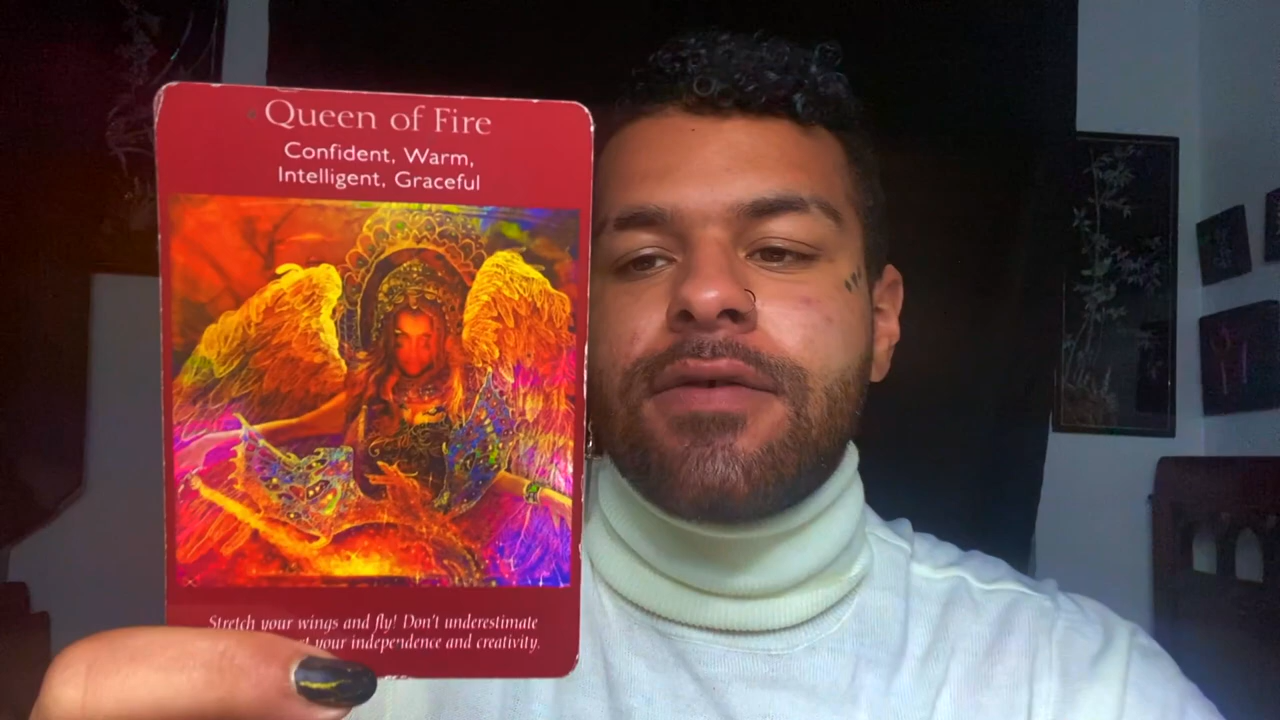 Queen of Fire
Confident, Warm,
Intelligent, Graceful
Stretch your wings and fly! Don't underestimate
your independence and creativity.